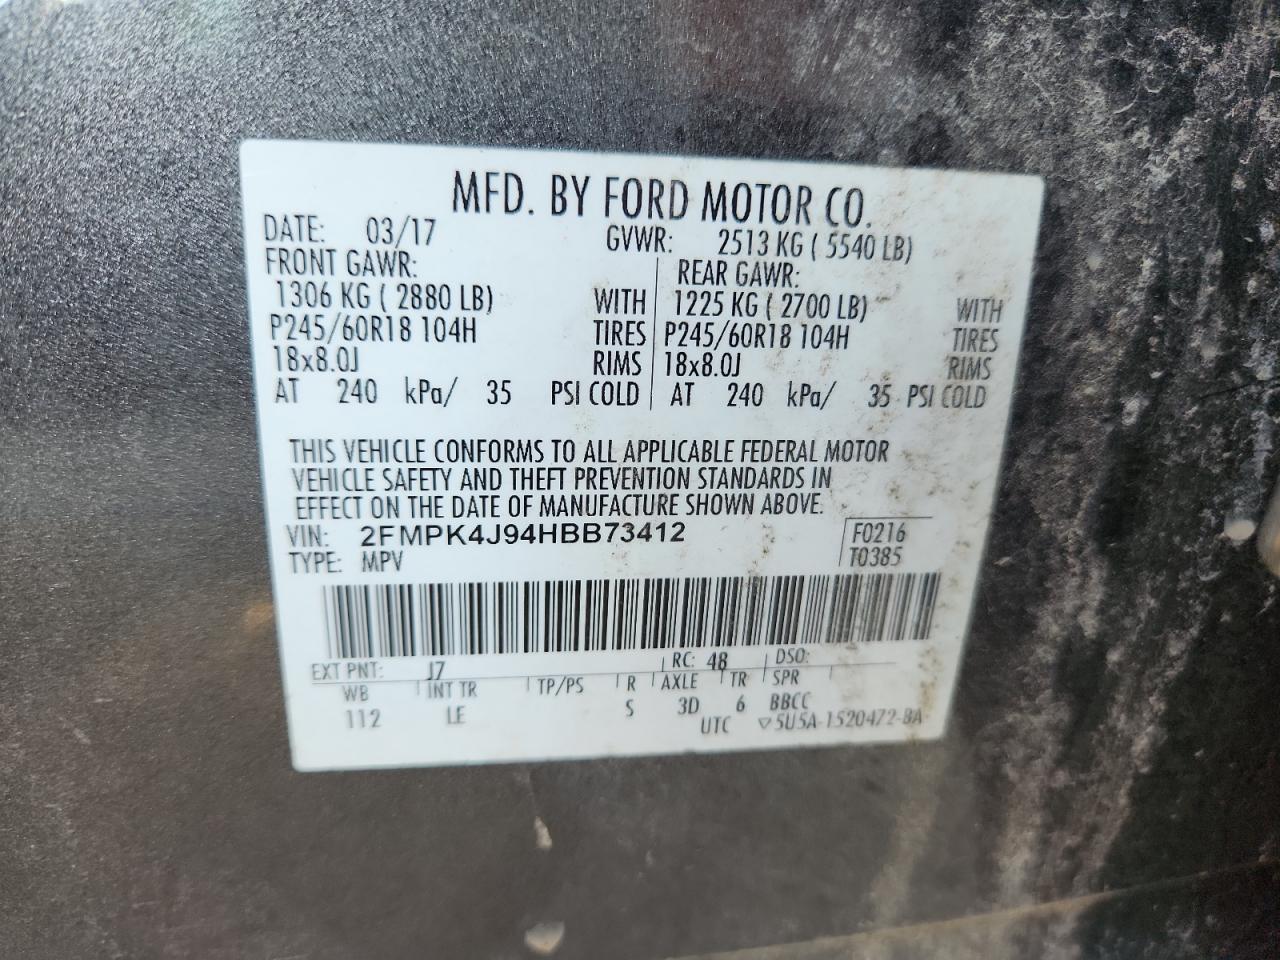 MFD. BY FORD MOTOR CO.
DATE: 03/17 GVWR: 2513 KG ( 5540 LB)
FRONT GAWR: REAR GAWR:
1306 KG ( 2880 LB) WITH 1225 KG ( 2700 LB) WITH
P245/60R18 104H TIRES P245/60R18 104H TIRES
18x8.0J RIMS 18x8.0J RIMS
AT 240 kPa/ 35 PSI COLD AT 240 kPa/ 35 PSI COLD
THIS VEHICLE CONFORMS TO ALL APPLICABLE FEDERAL MOTOR
VEHICLE SAFETY AND THEFT PREVENTION STANDARDS IN
EFFECT ON THE DATE OF MANUFACTURE SHOWN ABOVE.
VIN: 2FMPK4J94HBB73412 F0216
TYPE: MPV T0385
EXT PNT: J7 RC: 48 DSO:
WB INT TR TP/PS R AXLE TR SPR
112 LE S 3D 6 BBCC
UTC ▽5U5A-1520472-BA